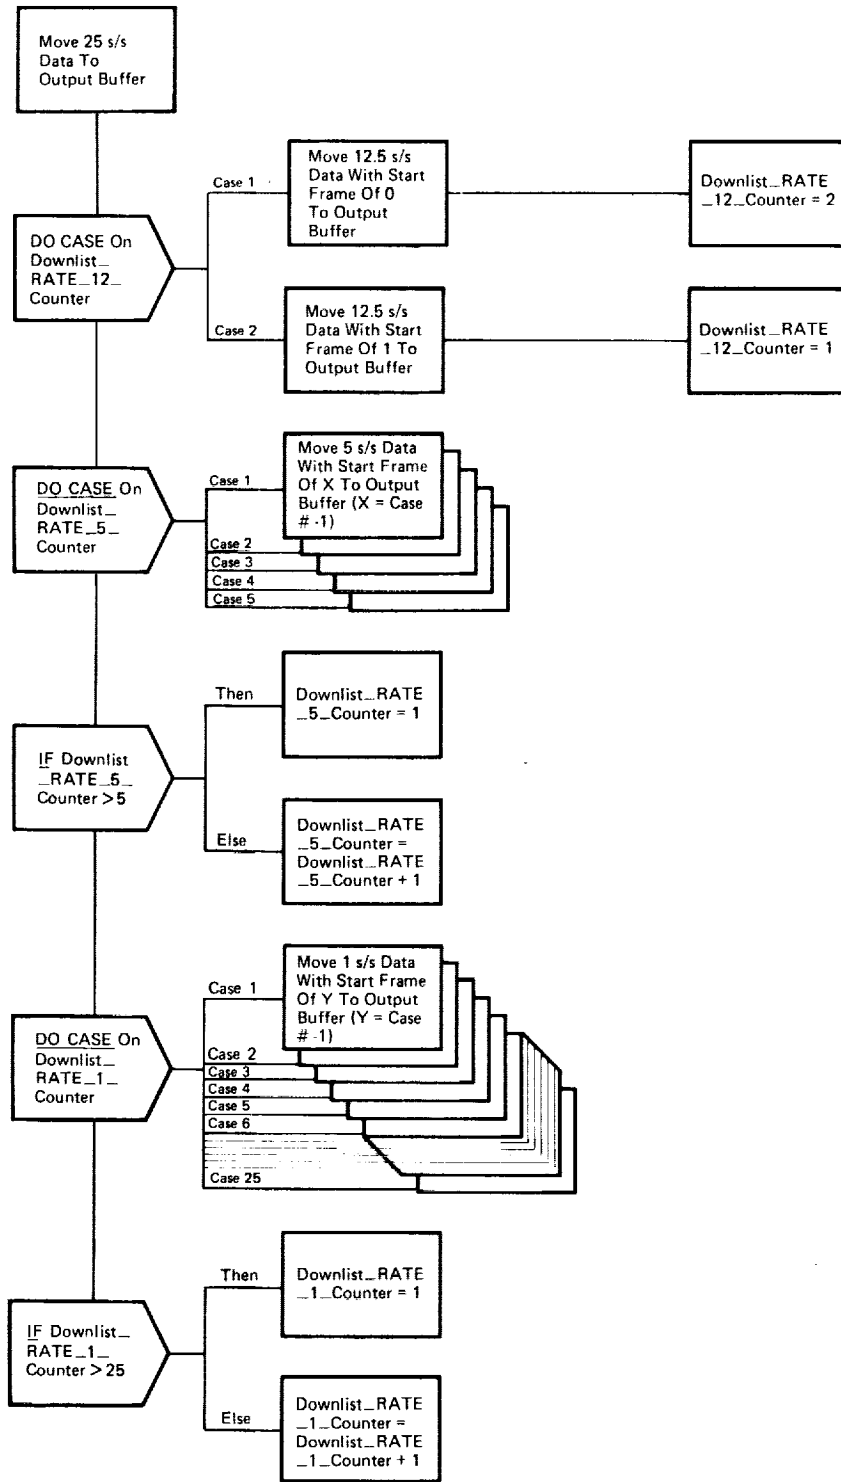 Move 25 s/s
Data To
Output Buffer
DO CASE On
Downlist_
RATE_12_
Counter
Case 1
Move 12.5 s/s
Data With Start
Frame Of 0
To Output
Buffer
Downlist_RATE
_12_Counter = 2
Case 2
Move 12.5 s/s
Data With Start
Frame Of 1 To
Output Buffer
Downlist_RATE
_12_Counter = 1
DO CASE On
Downlist_
RATE_5_
Counter
Case 1
Move 5 s/s Data
With Start Frame
Of X To Output
Buffer (X = Case
# -1)
Case 2
Case 3
Case 4
Case 5
IF Downlist
_RATE_5_
Counter >5
Then
Downlist_RATE
_5_Counter = 1
Else
Downlist_RATE
_5_Counter =
Downlist_RATE
_5_Counter + 1
DO CASE On
Downlist_
RATE_1_
Counter
Case 1
Move 1 s/s Data
With Start Frame
Of Y To Output
Buffer (Y = Case
# -1)
Case 2
Case 3
Case 4
Case 5
Case 6
Case 25
IF Downlist_
RATE_1_
Counter > 25
Then
Downlist_RATE
_1_Counter = 1
Else
Downlist_RATE
_1_Counter =
Downlist_RATE
_1_Counter + 1